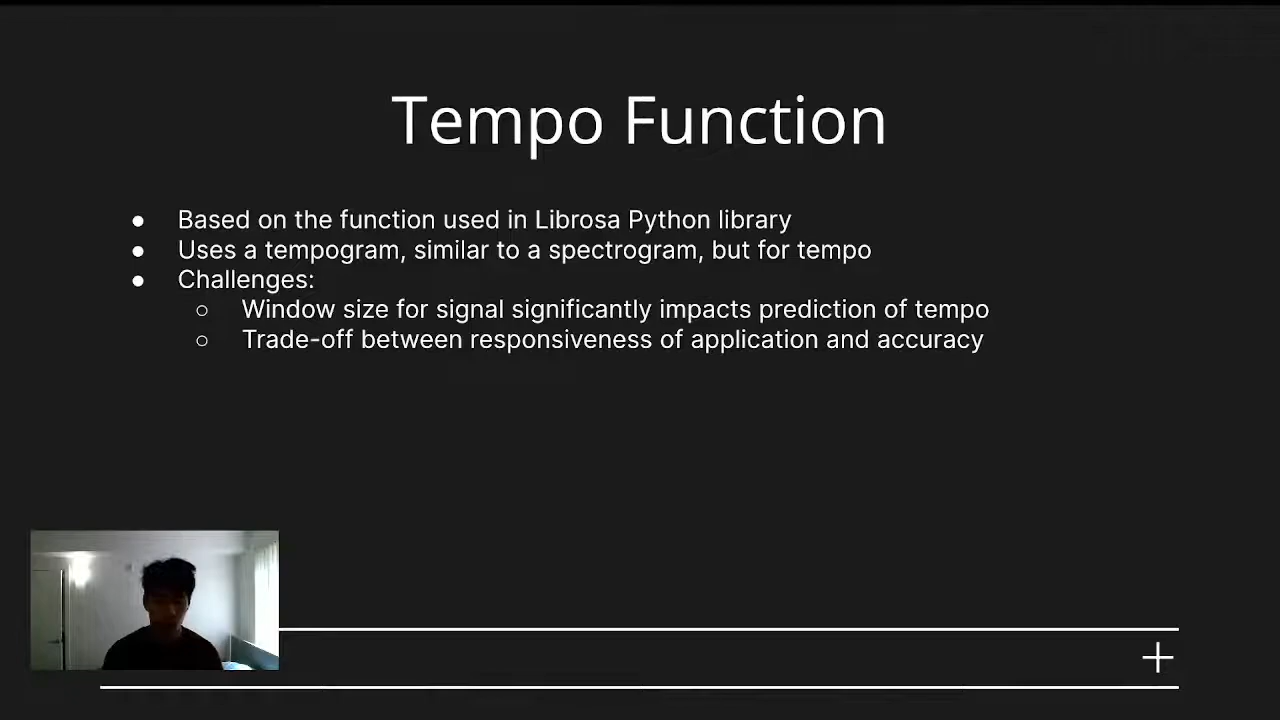 Tempo Function
● Based on the function used in Librosa Python library
● Uses a tempogram, similar to a spectrogram, but for tempo
● Challenges:
○ Window size for signal significantly impacts prediction of tempo
○ Trade-off between responsiveness of application and accuracy